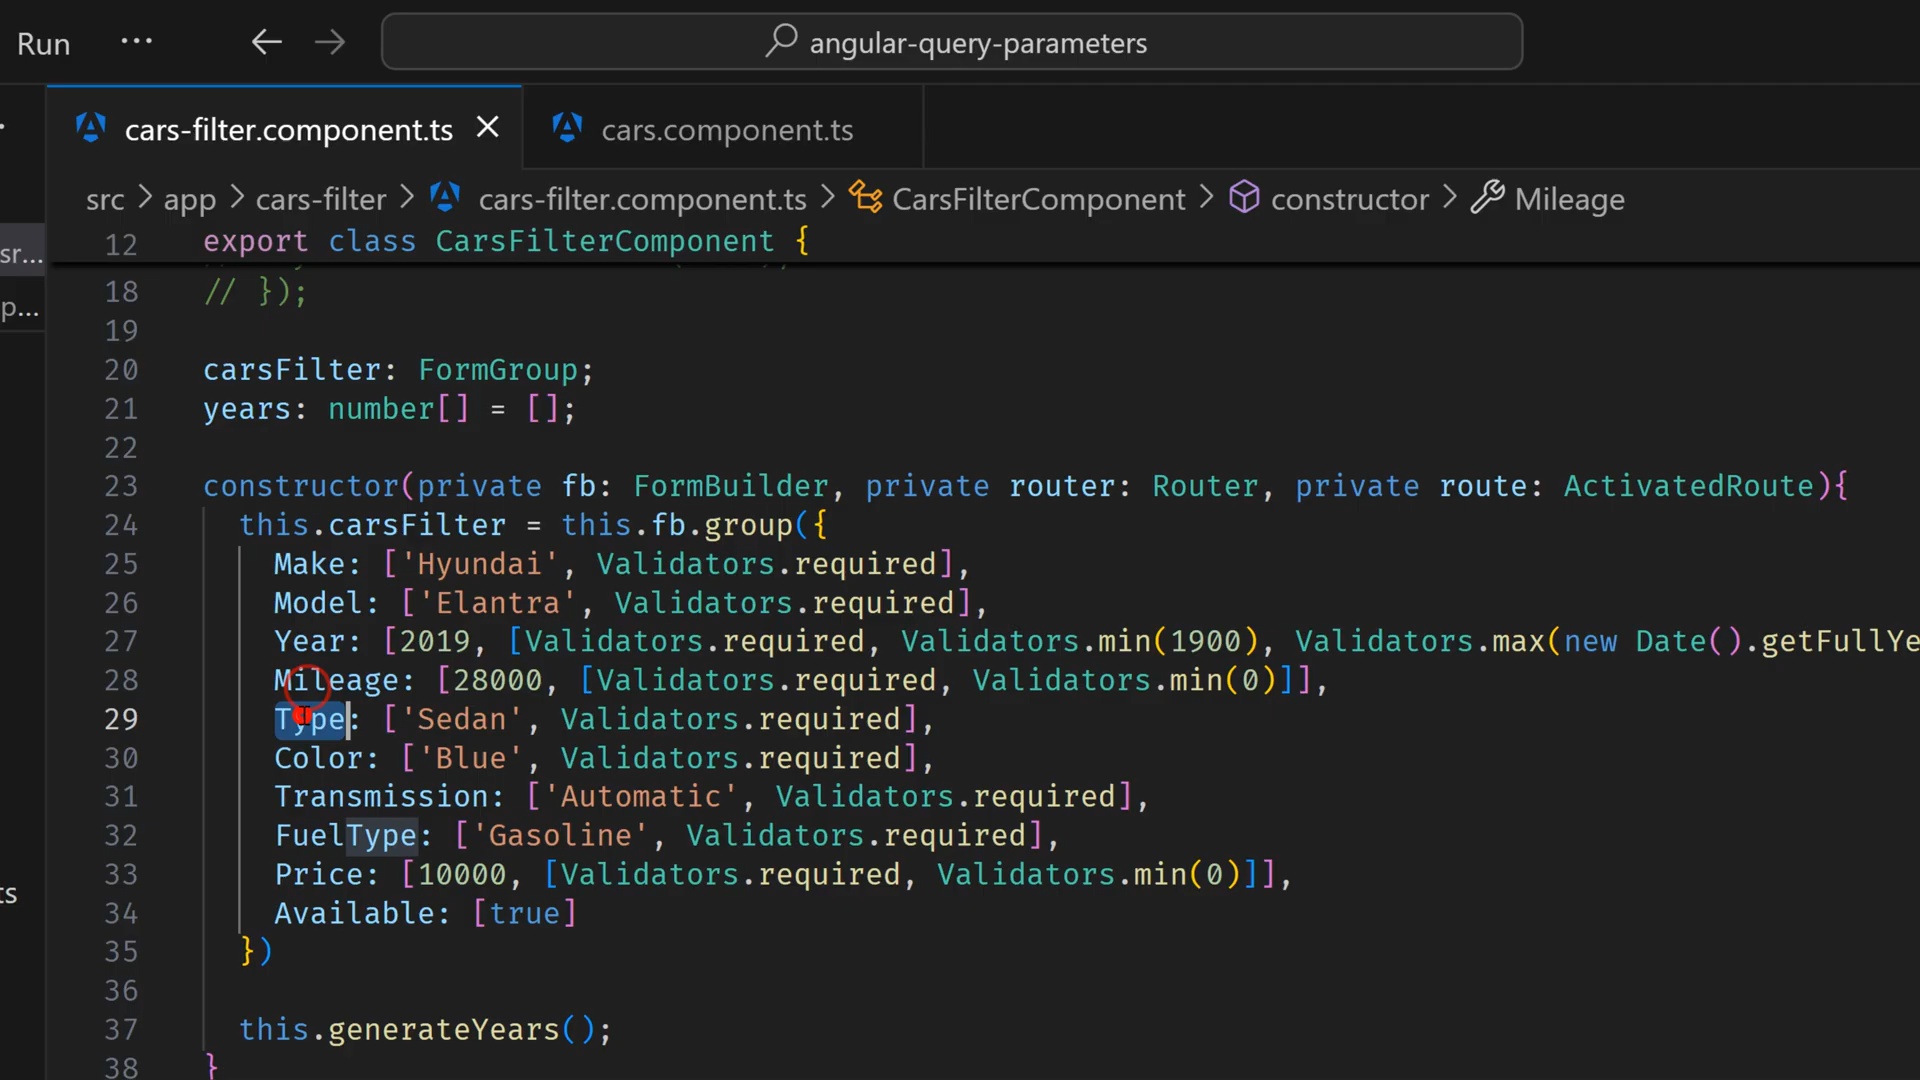 Run ··· ← → angular-query-parameters
cars-filter.component.ts × cars.component.ts
src > app > cars-filter > cars-filter.component.ts > CarsFilterComponent > constructor > Mileage
sr...
p...
ts
12 export class CarsFilterComponent {
18 // });
19
20 carsFilter: FormGroup;
21 years: number[] = [];
22
23 constructor(private fb: FormBuilder, private router: Router, private route: ActivatedRoute){
24 this.carsFilter = this.fb.group({
25 Make: ['Hyundai', Validators.required],
26 Model: ['Elantra', Validators.required],
27 Year: [2019, [Validators.required, Validators.min(1900), Validators.max(new Date().getFullYe
28 Mileage: [28000, [Validators.required, Validators.min(0)]],
29 Type: ['Sedan', Validators.required],
30 Color: ['Blue', Validators.required],
31 Transmission: ['Automatic', Validators.required],
32 FuelType: ['Gasoline', Validators.required],
33 Price: [10000, [Validators.required, Validators.min(0)]],
34 Available: [true]
35 })
36
37 this.generateYears();
38 }